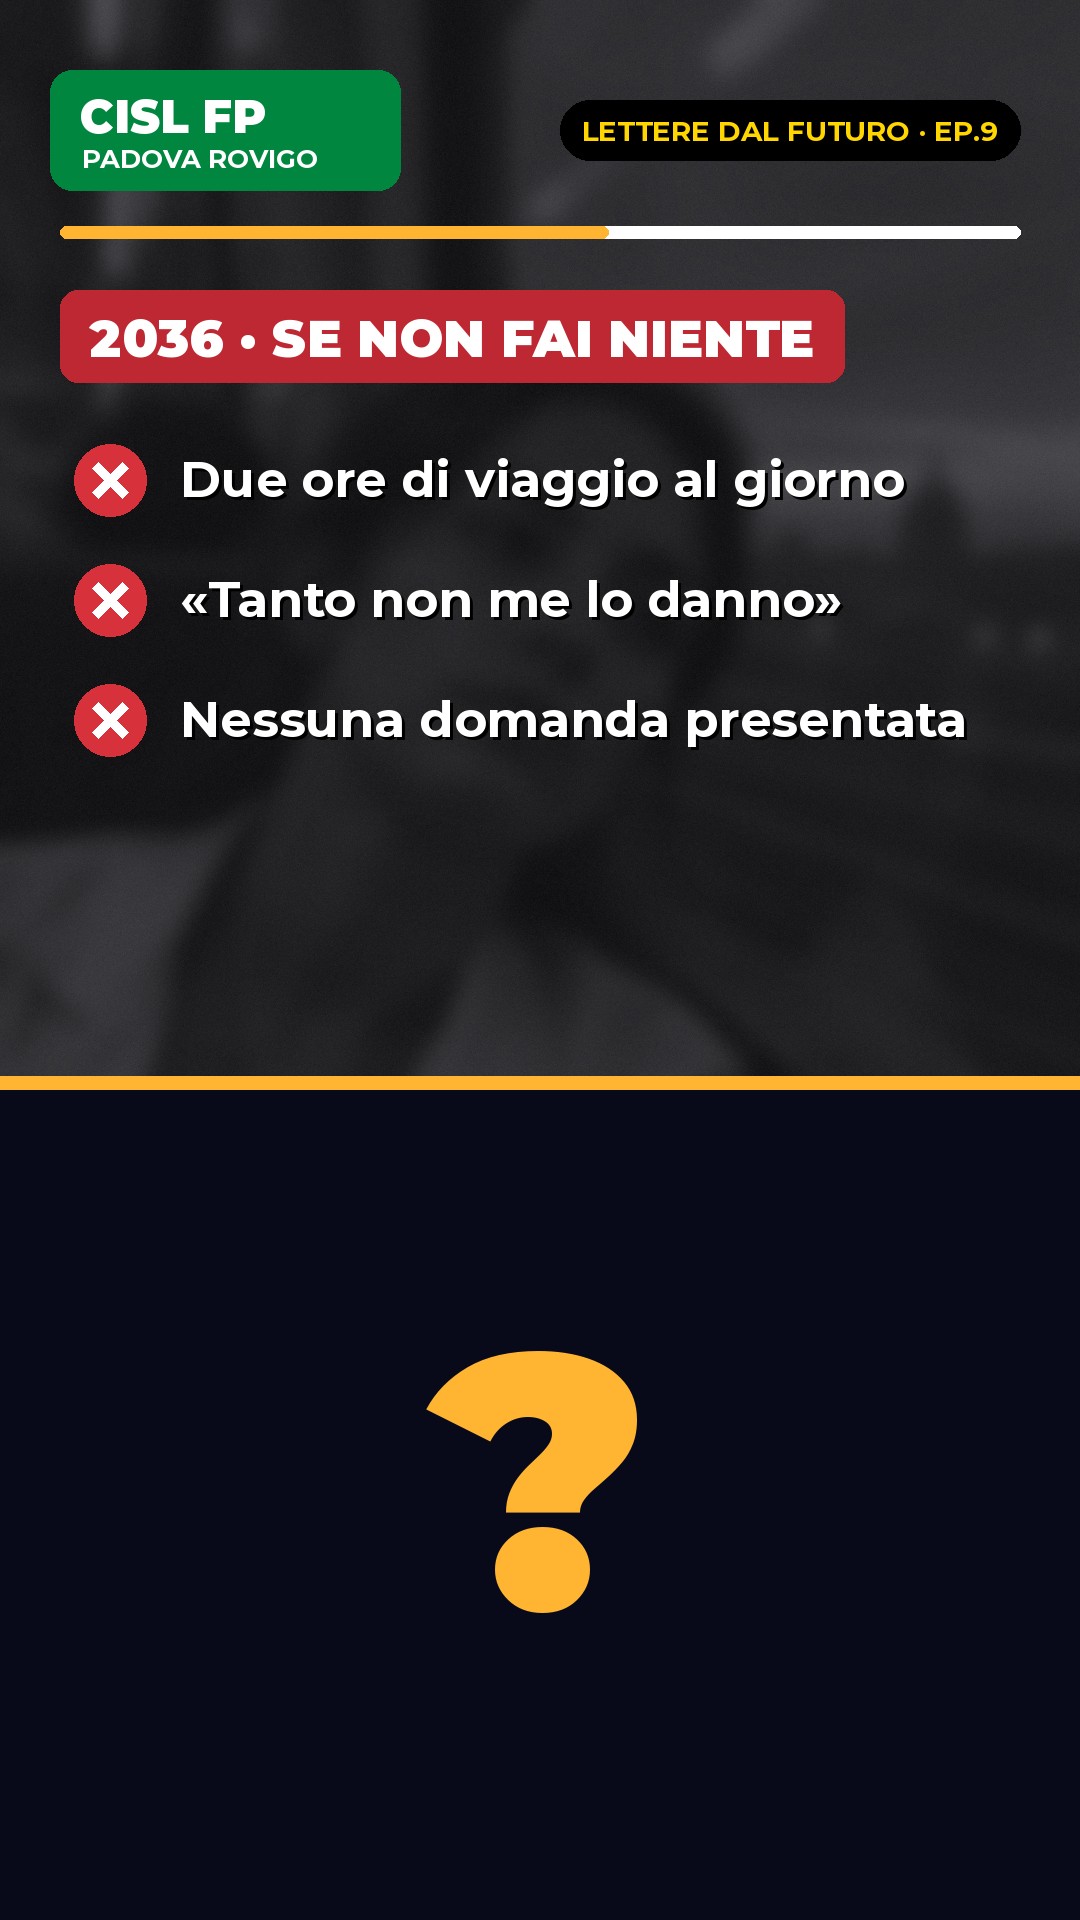 CISL FP
PADOVA ROVIGO
LETTERE DAL FUTURO · EP.9
2036 • SE NON FAI NIENTE
Due ore di viaggio al giorno
«Tanto non me lo danno»
Nessuna domanda presentata
?